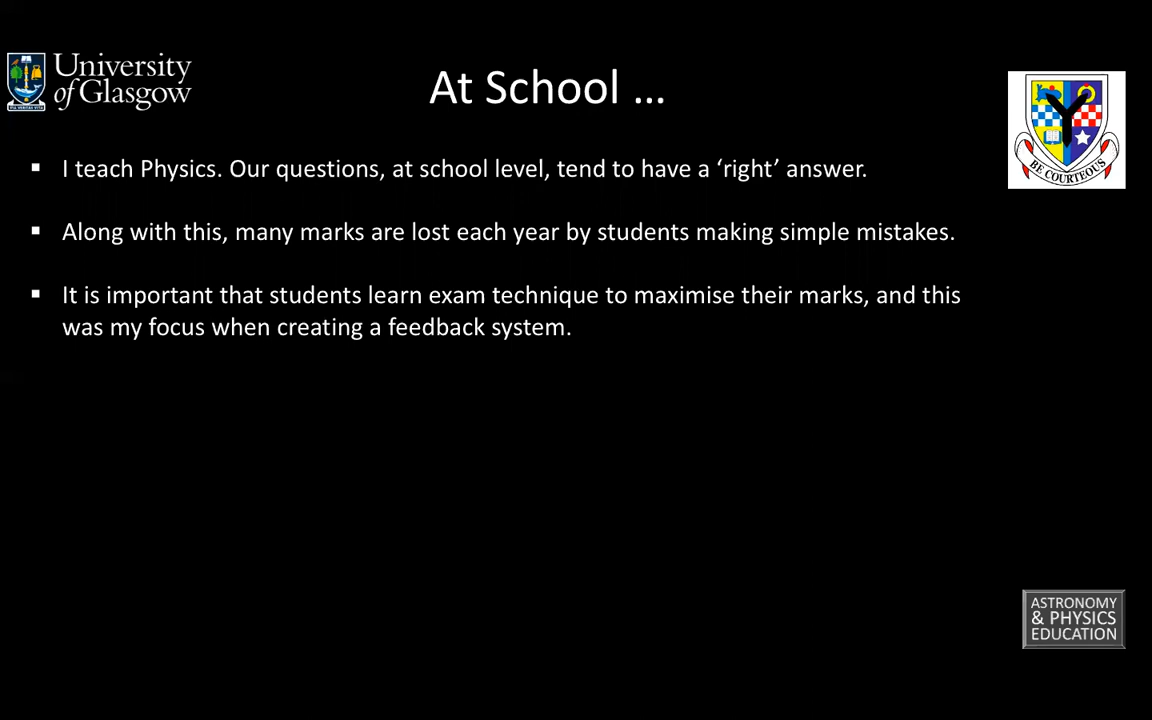 University
of Glasgow
At School ...
▪ I teach Physics. Our questions, at school level, tend to have a ‘right’ answer.
▪ Along with this, many marks are lost each year by students making simple mistakes.
▪ It is important that students learn exam technique to maximise their marks, and this
was my focus when creating a feedback system.
BE COURTEOUS
ASTRONOMY
& PHYSICS
EDUCATION